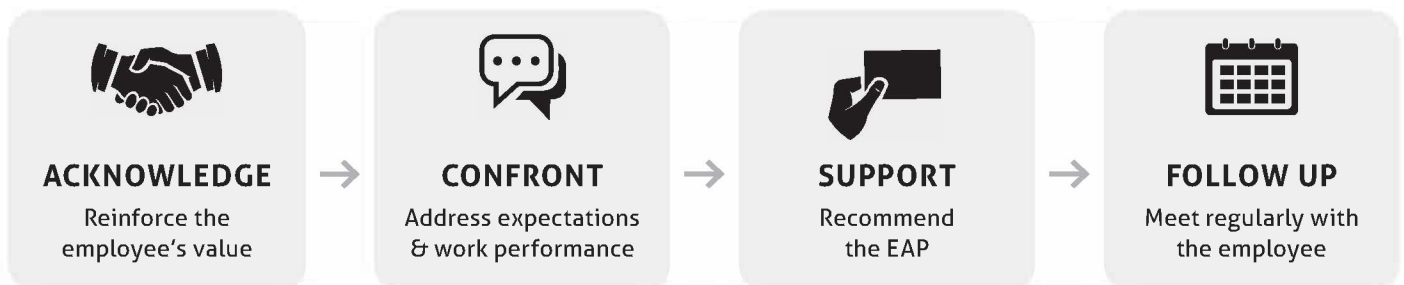 ACKNOWLEDGE
Reinforce the
employee's value
CONFRONT
Address expectations
& work performance
SUPPORT
Recommend
the EAP
FOLLOW UP
Meet regularly with
the employee